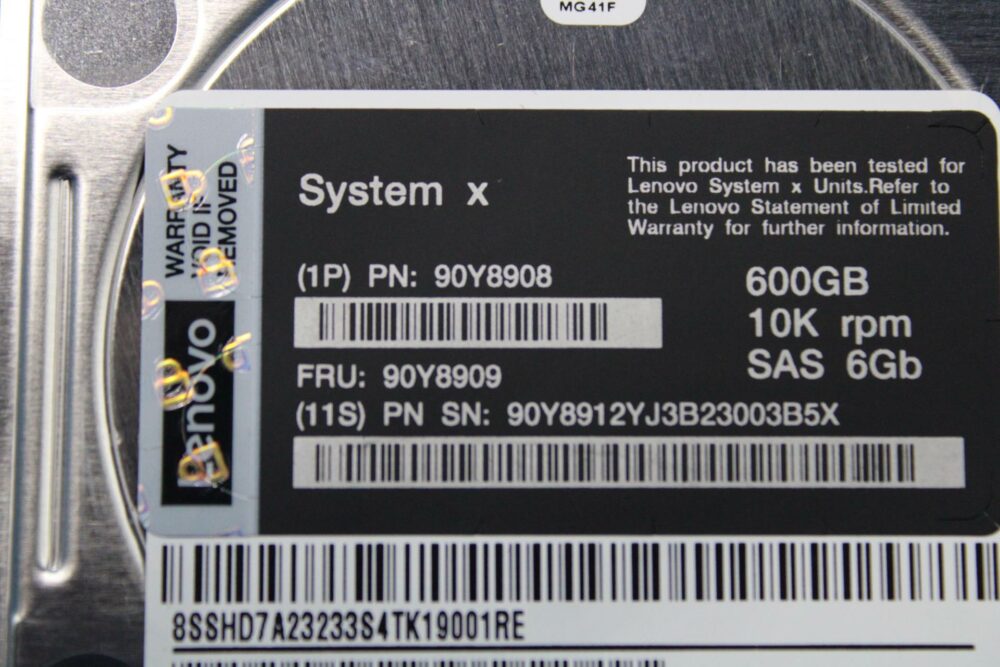 MG41F
WARRANTY
VOID IF
REMOVED
Lenovo
System x
This product has been tested for
Lenovo System x Units.Refer to
the Lenovo Statement of Limited
Warranty for further information.
(1P) PN: 90Y8908
600GB
10K rpm
SAS 6Gb
FRU: 90Y8909
(11S) PN SN: 90Y8912YJ3B23003B5X
8SSHD7A23233S4TK19001RE